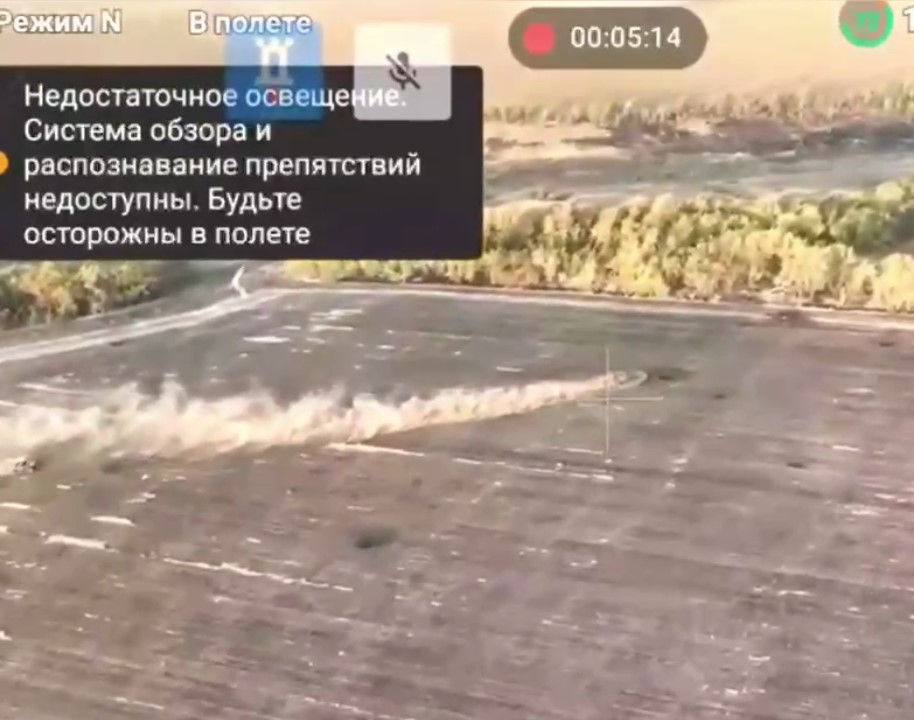 Режим N
В полете
00:05:14
Недостаточное освещение.
Система обзора и
распознавание препятствий
недоступны. Будьте
осторожны в полете